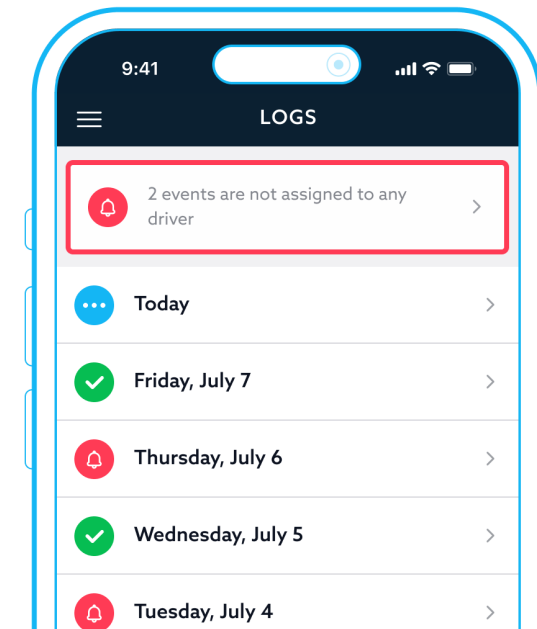 9:41
LOGS
2 events are not assigned to any
driver
Today
Friday, July 7
Thursday, July 6
Wednesday, July 5
Tuesday, July 4